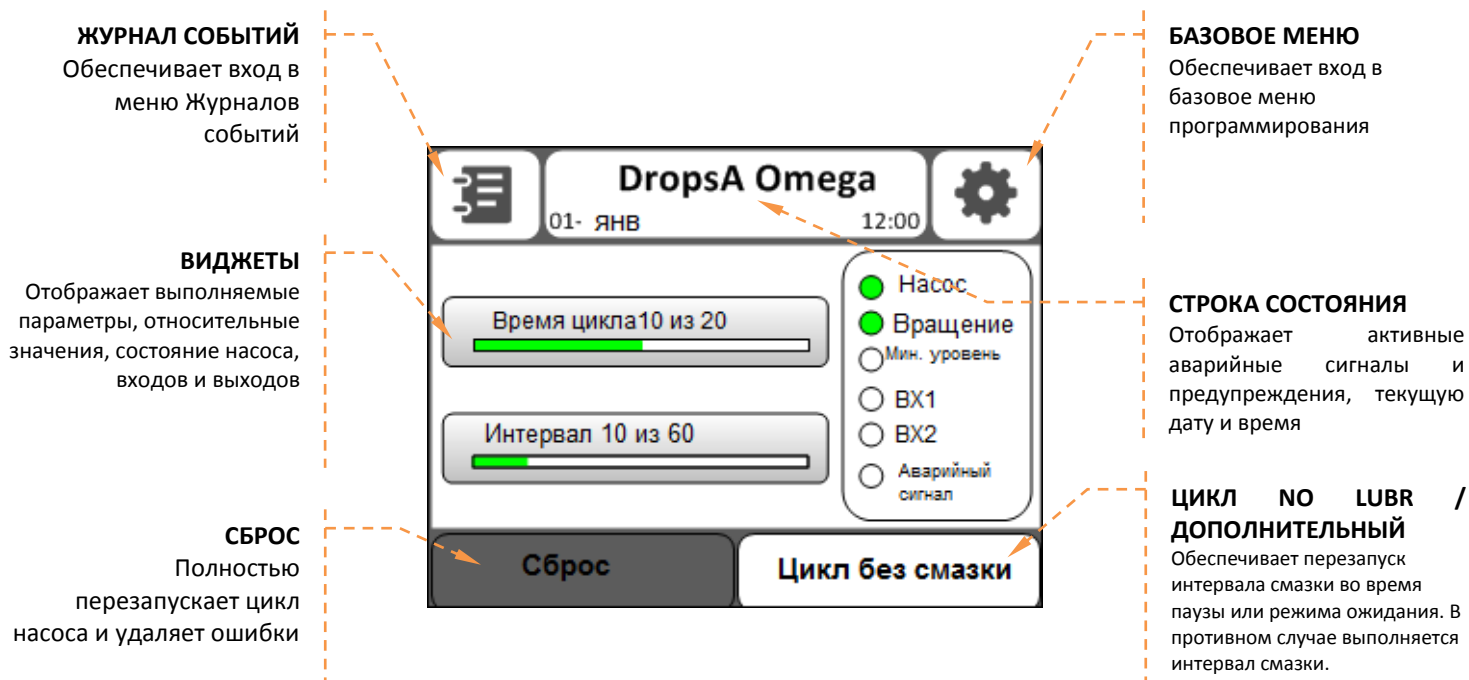 ЖУРНАЛ СОБЫТИЙ
Обеспечивает вход в
меню Журналов
событий
ВИДЖЕТЫ
Отображает выполняемые
параметры, относительные
значения, состояние насоса,
входов и выходов
СБРОС
Полностью
перезапускает цикл
насоса и удаляет ошибки
DropsA Omega
01- ЯНВ 12:00
Время цикла10 из 20
Интервал 10 из 60
Насос
Вращение
Мин. уровень
ВХ1
ВХ2
Аварийный
сигнал
Сброс
Цикл без смазки
БАЗОВОЕ МЕНЮ
Обеспечивает вход в
базовое меню
программирования
СТРОКА СОСТОЯНИЯ
Отображает активные
аварийные сигналы и
предупреждения, текущую
дату и время
ЦИКЛ NO LUBR /
ДОПОЛНИТЕЛЬНЫЙ
Обеспечивает перезапуск
интервала смазки во время
паузы или режима ожидания. В
противном случае выполняется
интервал смазки.